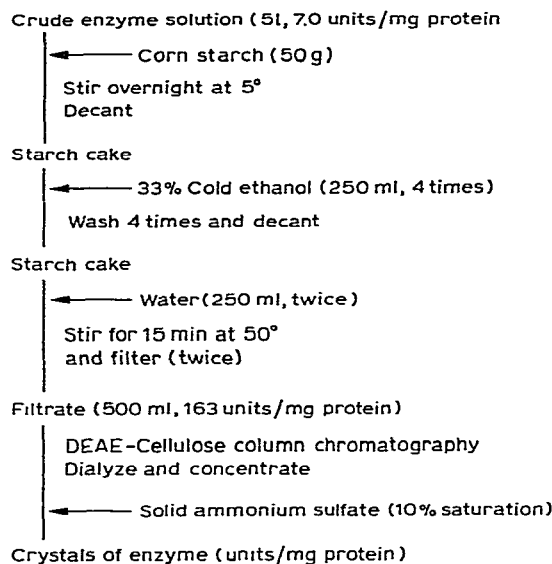 Crude enzyme solution (5l, 7.0 units/mg protein
Corn starch (50g)
Stir overnight at 5°
Decant
Starch cake
33% Cold ethanol (250 ml, 4 times)
Wash 4 times and decant
Starch cake
Water (250 ml, twice)
Stir for 15 min at 50°
and filter (twice)
Filtrate (500 ml, 163 units/mg protein)
DEAE-Cellulose column chromatography
Dialyze and concentrate
Solid ammonium sulfate (10% saturation)
Crystals of enzyme (units/mg protein)